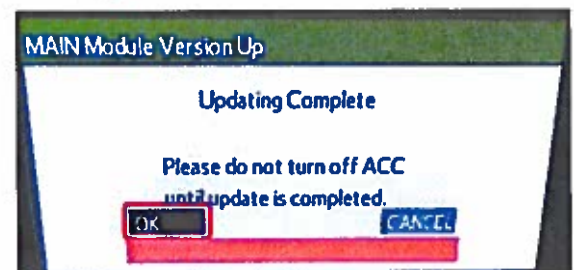 MAIN Module Version Up
Updating Complete
Please do not turn off ACC
until update is completed.
OK
CANCEL